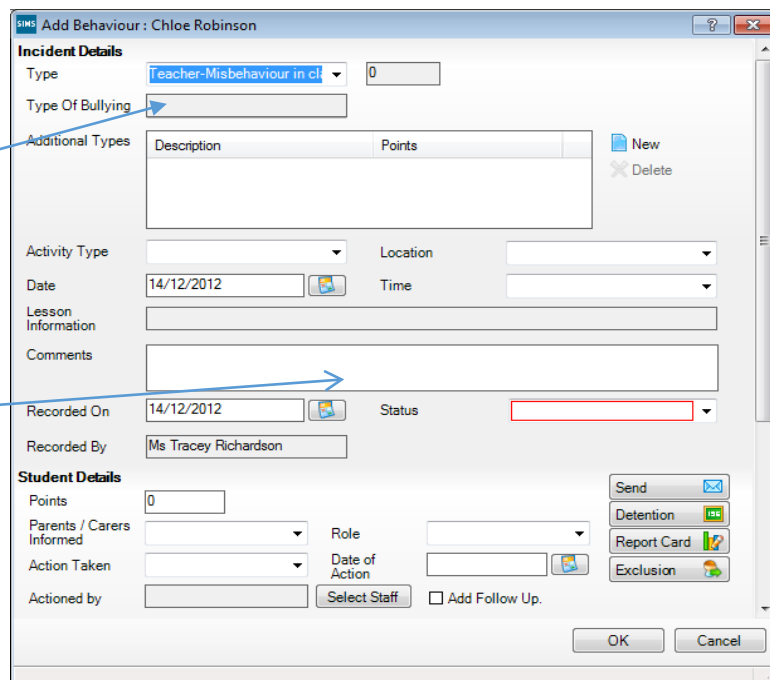 SIMS Add Behaviour : Chloe Robinson ?
Incident Details
Type Teacher-Misbehaviour in cla 0
Type Of Bullying
Additional Types Description Points New
Delete
Activity Type Location
Date 14/12/2012 Time
Lesson
Information
Comments
Recorded On 14/12/2012 Status
Recorded By Ms Tracey Richardson
Student Details
Points 0 Send
Detention
Parents / Carers
Informed Role Report Card
Action Taken Date of
Action Exclusion
Actioned by Select Staff Add Follow Up.
OK Cancel